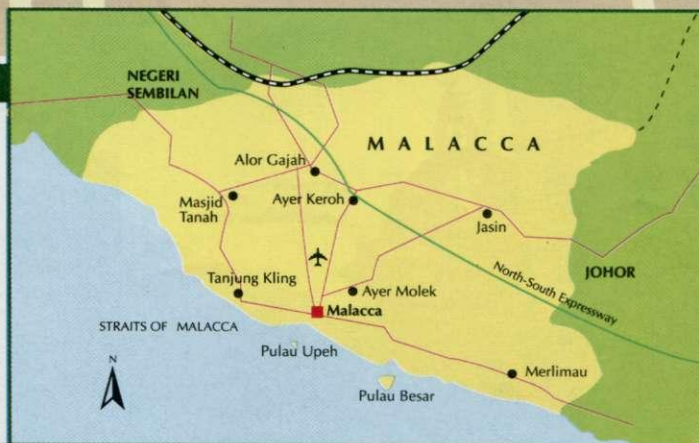 NEGERI
SEMBILAN
MALACCA
Alor Gajah
Masjid
Tanah
Ayer Keroh
Jasin
North-South Expressway
JOHOR
Tanjung Kling
Ayer Molek
Malacca
STRAITS OF MALACCA
Pulau Upeh
N
Merlimau
Pulau Besar